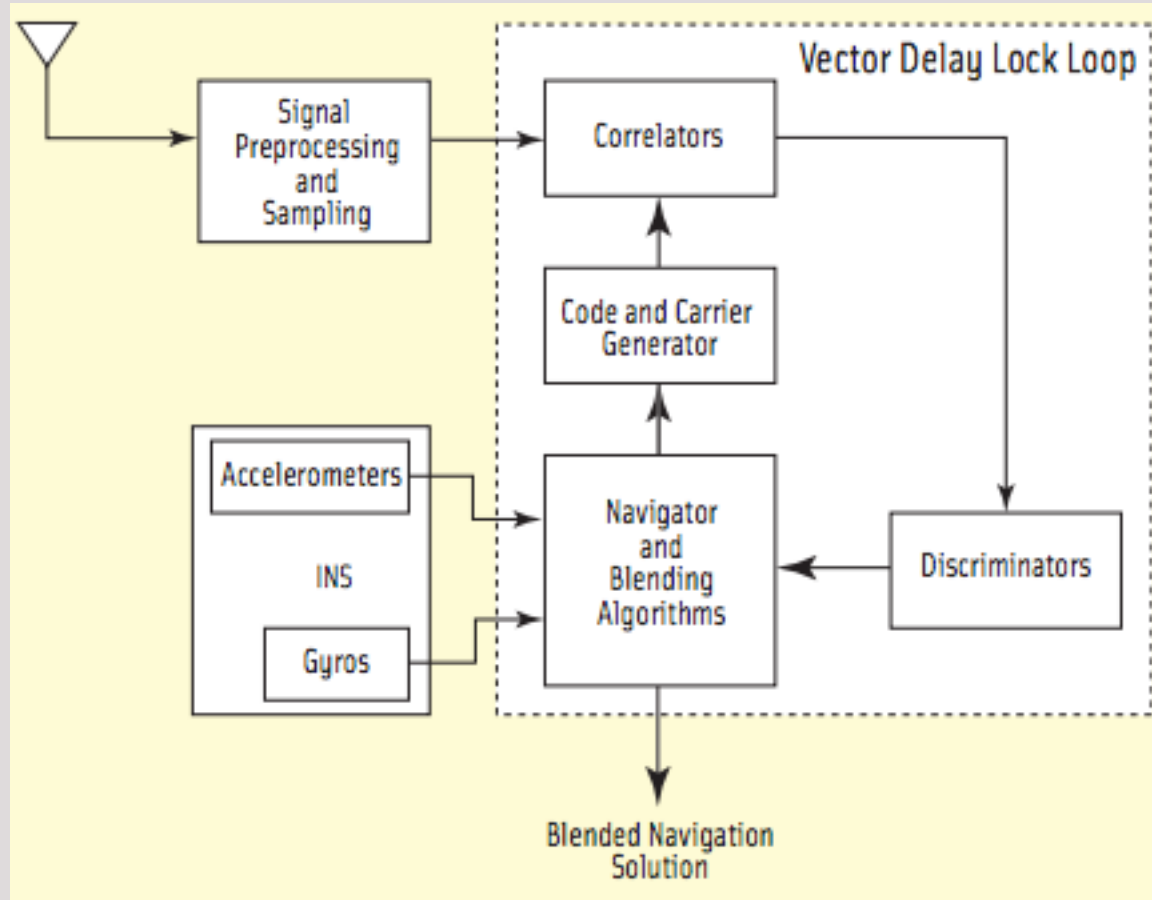 Vector Delay Lock Loop
Signal
Preprocessing
and
Sampling
Correlators
Code and Carrier
Generator
Accelerometers
INS
Gyros
Navigator
and
Blending
Algorithms
Discriminators
Blended Navigation
Solution